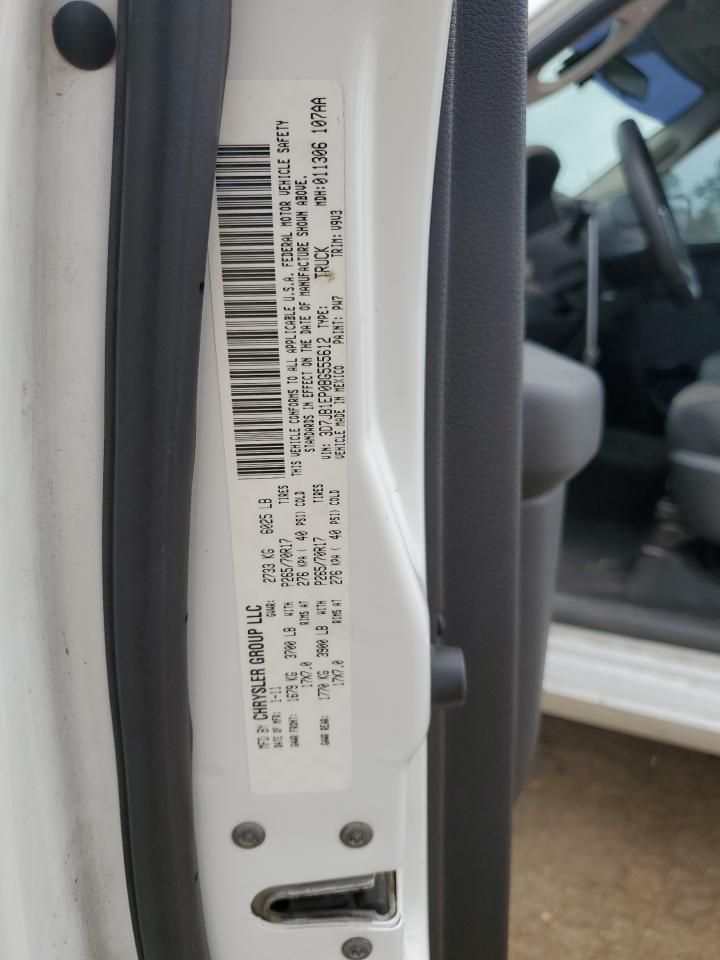 MFD BY CHRYSLER GROUP LLC
DATE OF MFR: 1-11 GVWR: 2733 KG 6025 LB
GAWR FRONT: 1679 KG 3700 LB WITH P265/70R17 TIRES
17X7.0 RIMS AT 276 KPA ( 40 PSI) COLD
GAWR REAR: 1770 KG 3900 LB WITH P265/70R17 TIRES
17X7.0 RIMS AT 276 KPA ( 40 PSI) COLD
THIS VEHICLE CONFORMS TO ALL APPLICABLE U.S.A. FEDERAL MOTOR VEHICLE SAFETY
STANDARDS IN EFFECT ON THE DATE OF MANUFACTURE SHOWN ABOVE.
VIN: 3D7JB1EP0BG555612 TYPE: TRUCK MDH:011306 107AA
VEHICLE MADE IN MEXICO PAINT: PW7 TRIM: V9V3